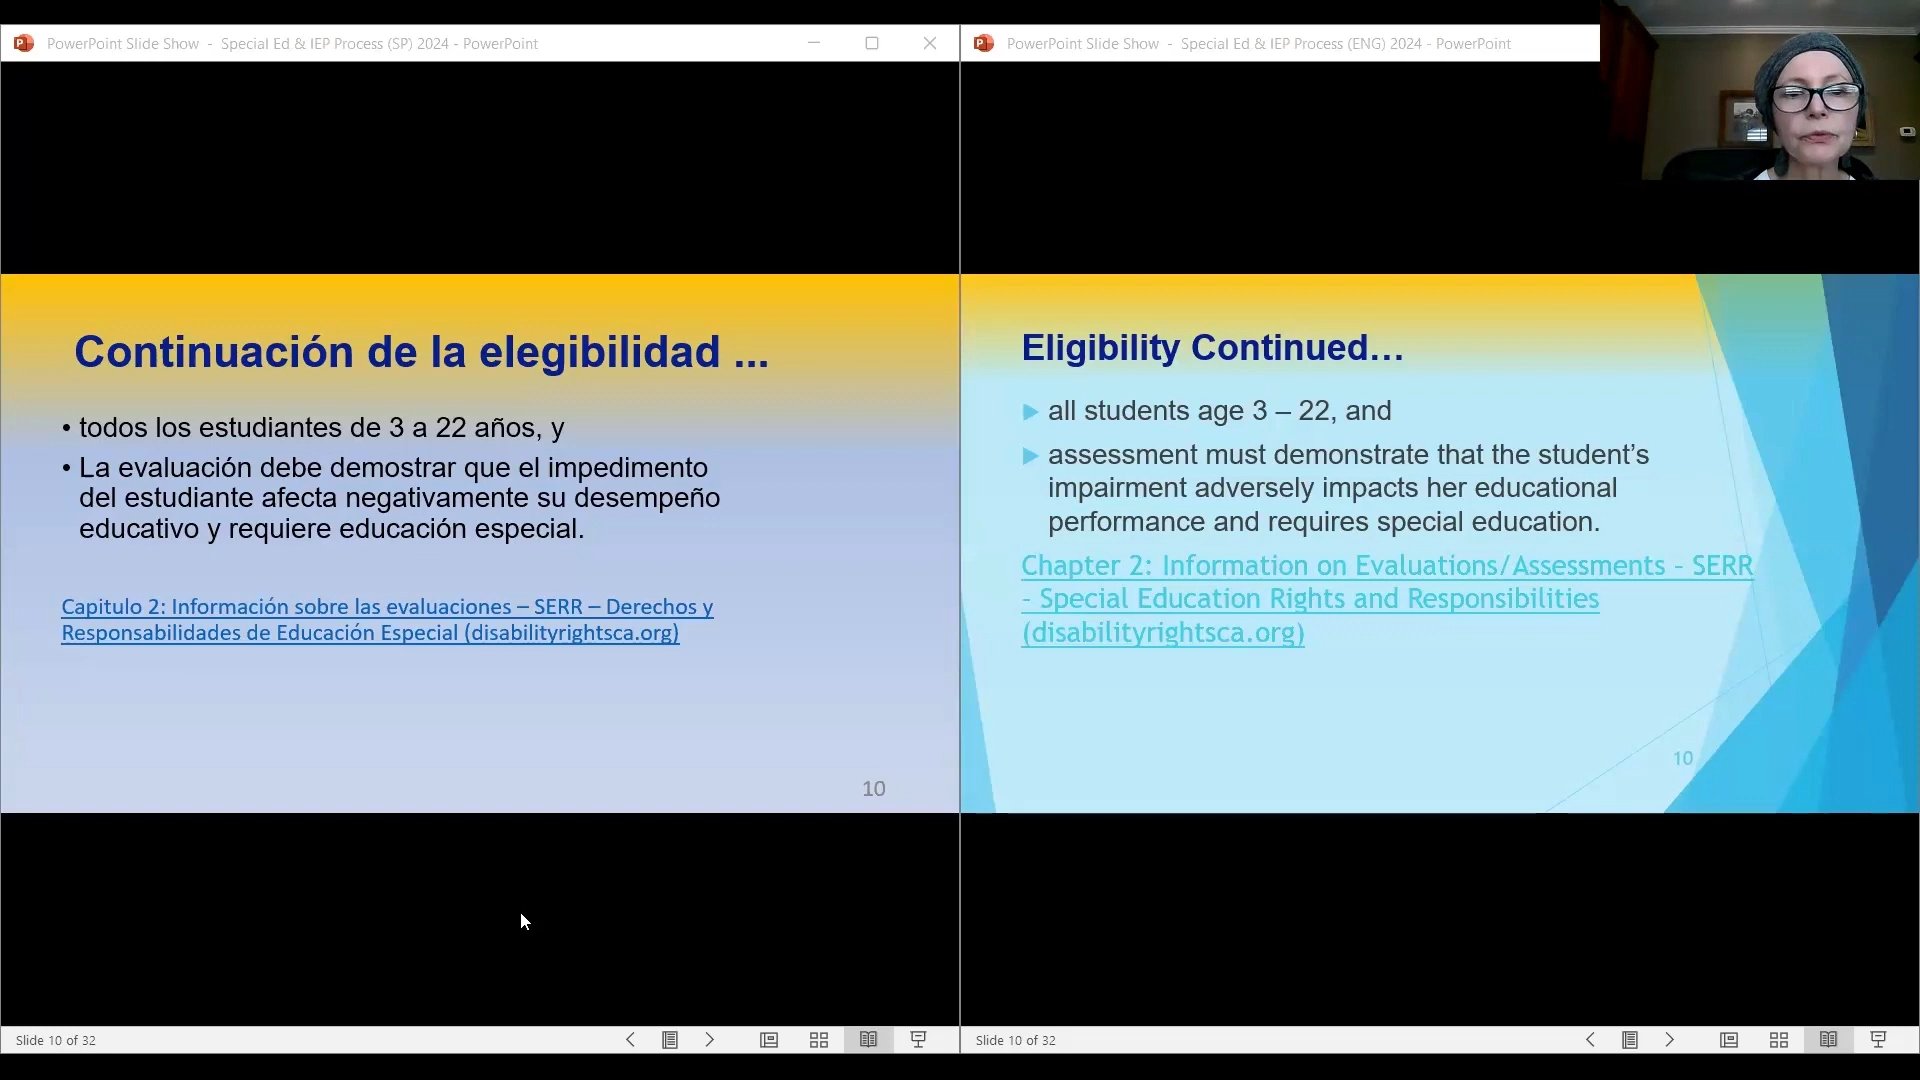 PowerPoint Slide Show - Special Ed & IEP Process (SP) 2024 - PowerPoint
Continuación de la elegibilidad ...
• todos los estudiantes de 3 a 22 años, y
• La evaluación debe demostrar que el impedimento
del estudiante afecta negativamente su desempeño
educativo y requiere educación especial.
Capitulo 2: Información sobre las evaluaciones – SERR – Derechos y
Responsabilidades de Educación Especial (disabilityrightsca.org)
10
Slide 10 of 32
PowerPoint Slide Show - Special Ed & IEP Process (ENG) 2024 - PowerPoint
Eligibility Continued…
all students age 3 – 22, and
assessment must demonstrate that the student’s
impairment adversely impacts her educational
performance and requires special education.
Chapter 2: Information on Evaluations/Assessments – SERR
– Special Education Rights and Responsibilities
(disabilityrightsca.org)
10
Slide 10 of 32